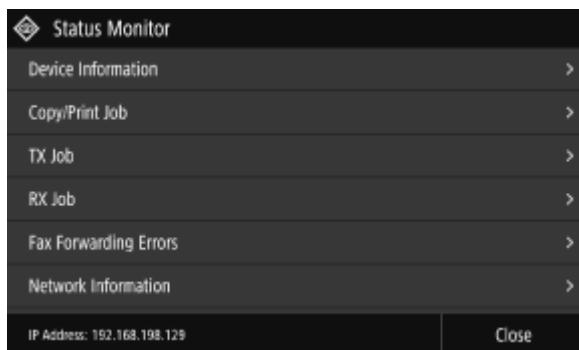 Status Monitor
Device Information
Copy/Print Job
TX Job
RX Job
Fax Forwarding Errors
Network Information
IP Address: 192.168.198.129
Close